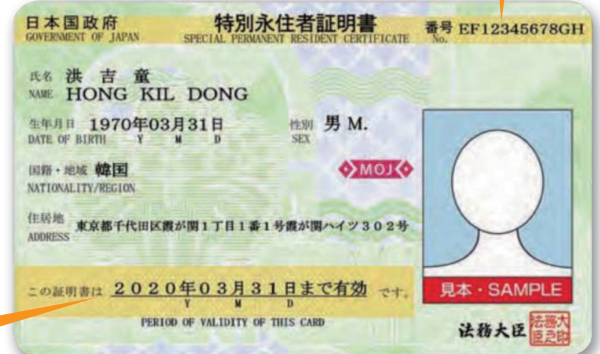 日本国政府 特別永住者証明書 番号 EF12345678GH
GOVERNMENT OF JAPAN SPECIAL PERMANENT RESIDENT CERTIFICATE No.
氏名 洪 吉 童
NAME HONG KIL DONG
生年月日 1970年03月31日 性別 男 M.
DATE OF BIRTH Y M D SEX
国籍・地域 韓国
NATIONALITY/REGION
MOJ
住居地 東京都千代田区霞が関1丁目1番1号霞が関ハイツ302号
ADDRESS
この証明書は 2020年03月31日まで有効 です。
Y M D
PERIOD OF VALIDITY OF THIS CARD
見本・SAMPLE
法務大臣